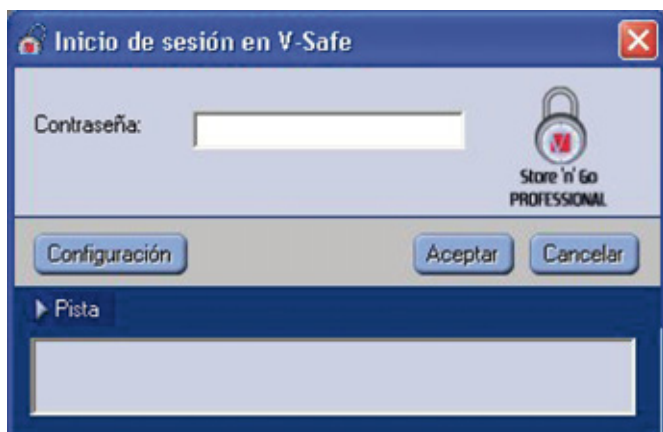 Inicio de sesión en V-Safe
Contraseña:
Store 'n' Go
PROFESSIONAL
Configuración
Aceptar
Cancelar
Pista